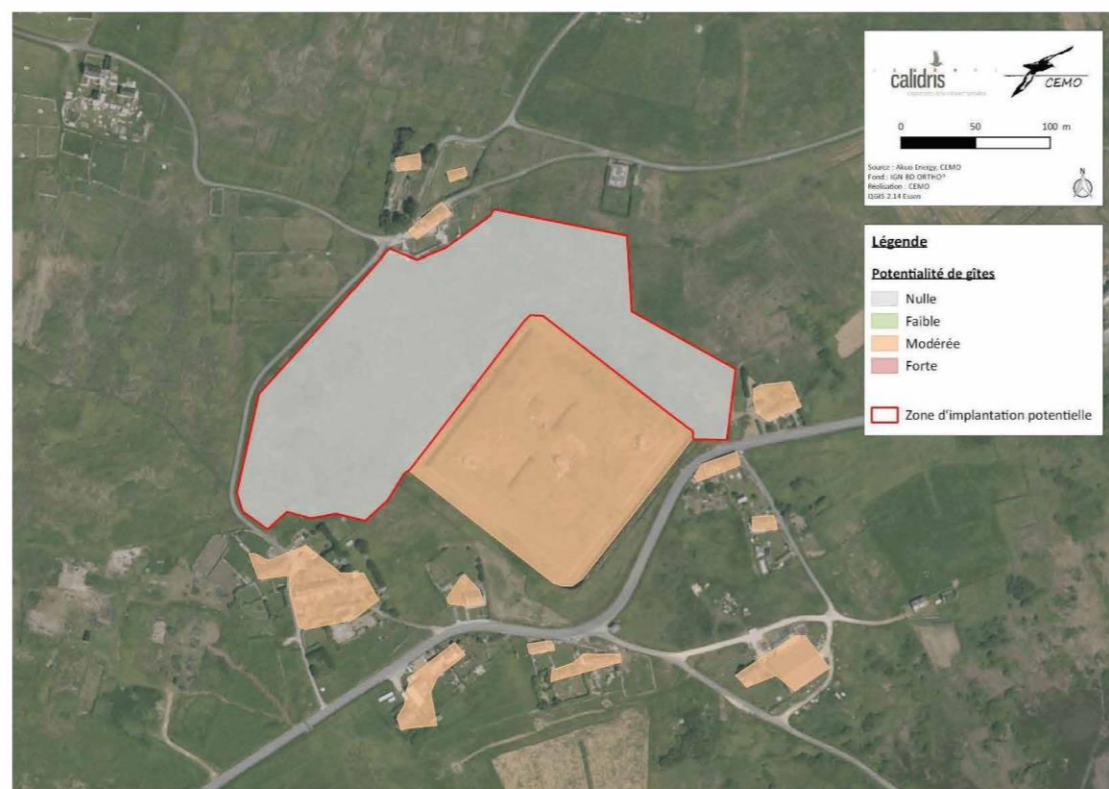 calidris
CEMO
0 50 100 m
Source : Akuo Energy, CEMO
Fond : IGN BD ORTHO®
Réalisation : CEMO
QGIS 2.14 Essen
N
Légende
Potentialité de gîtes
Nulle
Faible
Modérée
Forte
Zone d'implantation potentielle